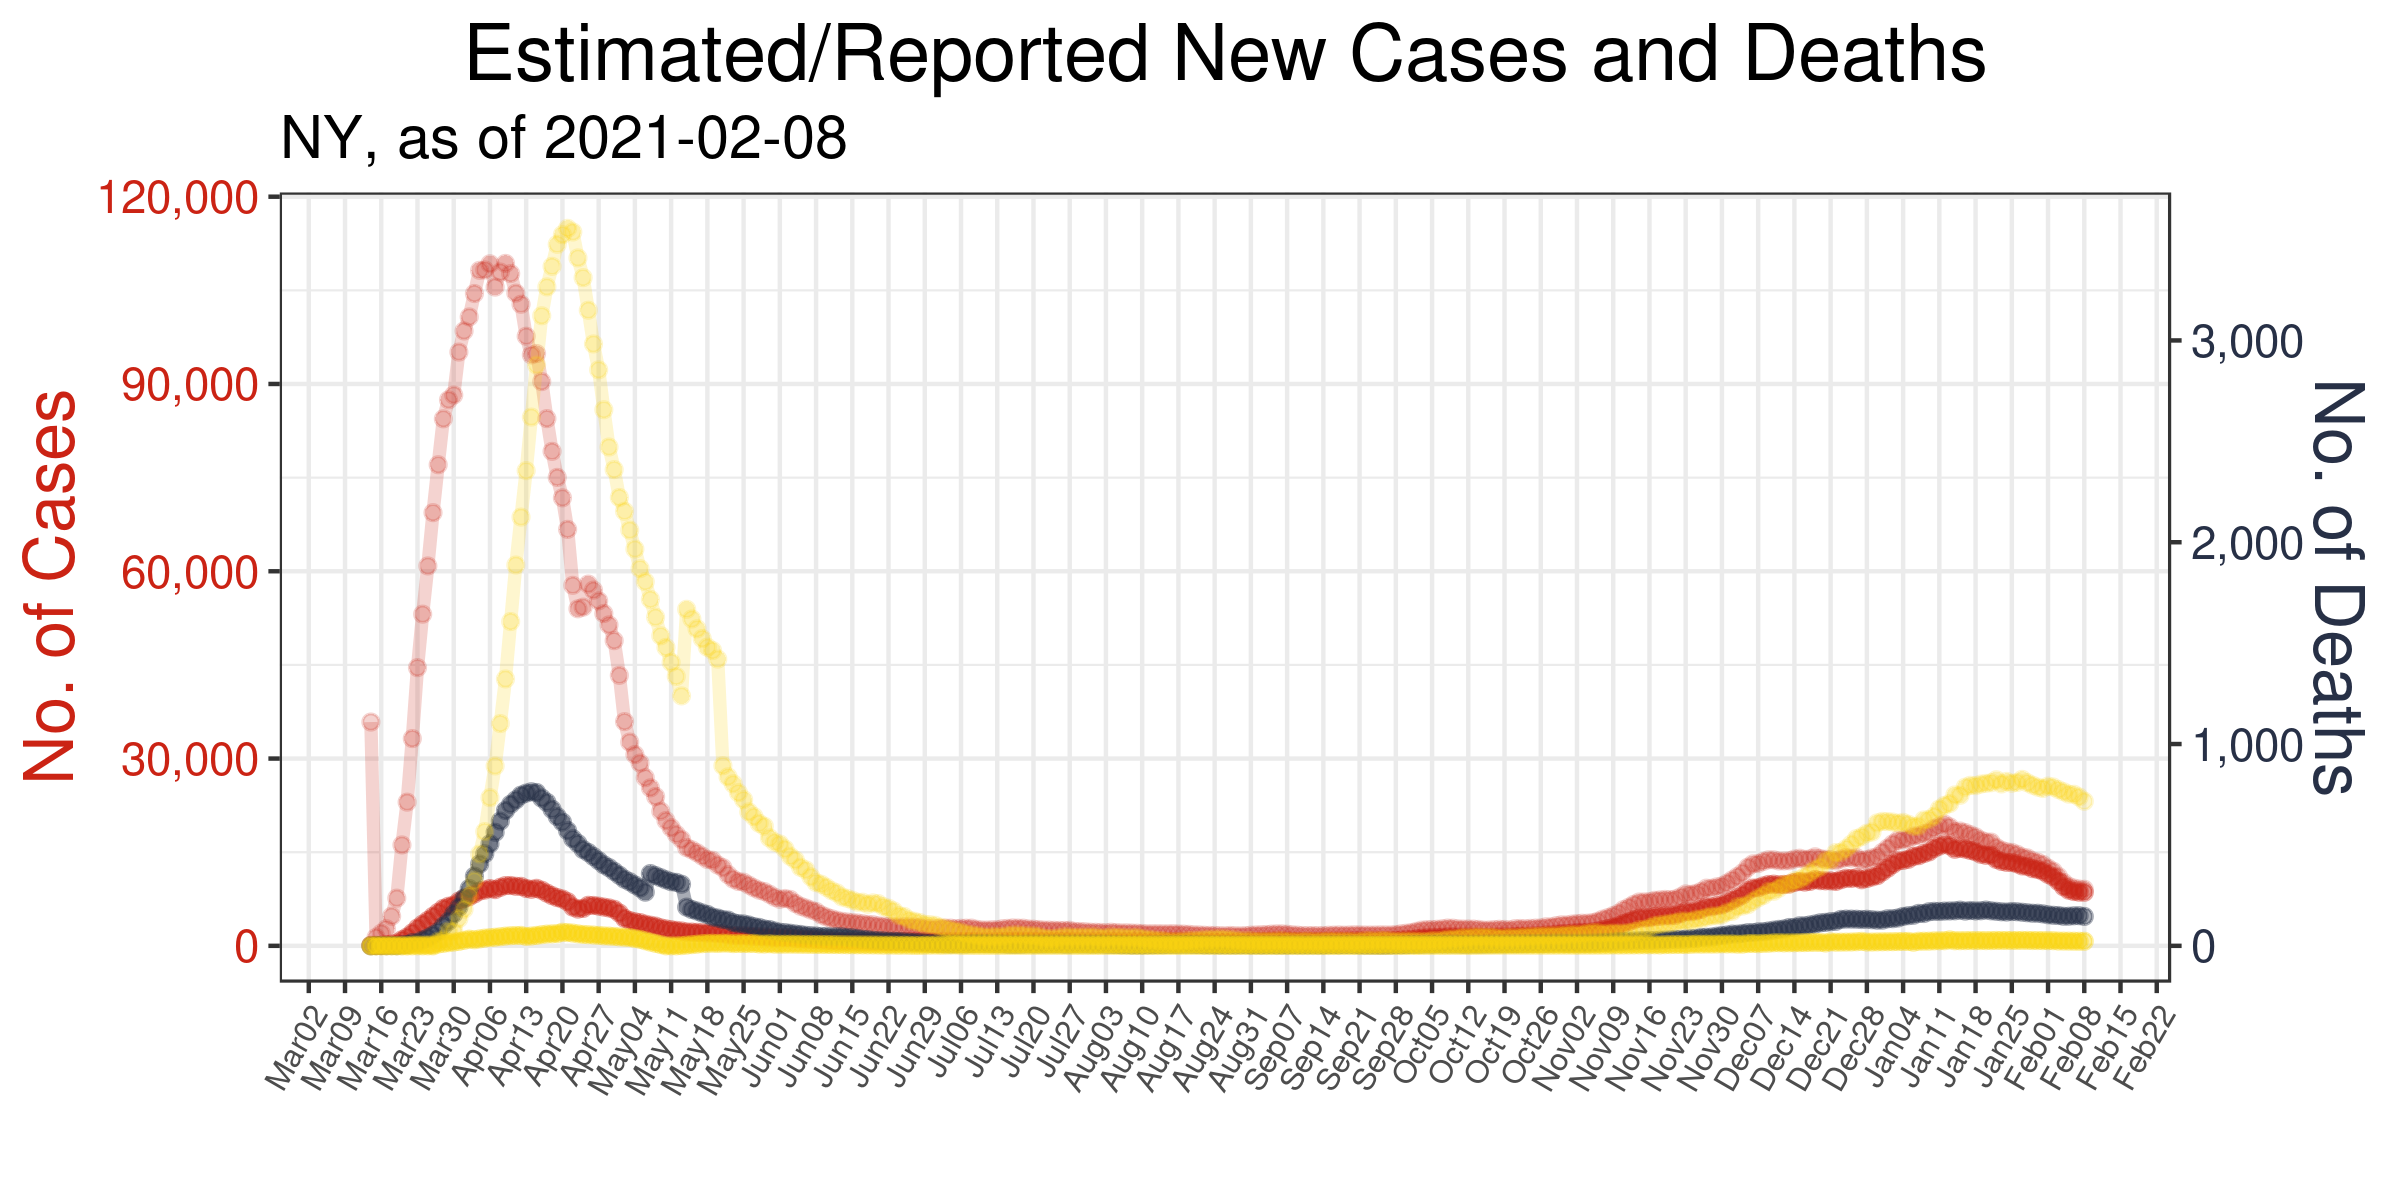 Estimated/Reported New Cases and Deaths
NY, as of 2021-02-08
No. of Cases
120,000
90,000
60,000
30,000
0
3,000
2,000
1,000
0
No. of Deaths
Mar02 Mar09 Mar16 Mar23 Mar30 Apr06 Apr13 Apr20 Apr27 May04 May11 May18 May25 Jun01 Jun08 Jun15 Jun22 Jun29 Jul06 Jul13 Jul20 Jul27 Aug03 Aug10 Aug17 Aug24 Aug31 Sep07 Sep14 Sep21 Sep28 Oct05 Oct12 Oct19 Oct26 Nov02 Nov09 Nov16 Nov23 Nov30 Dec07 Dec14 Dec21 Dec28 Jan04 Jan11 Jan18 Jan25 Feb01 Feb08 Feb15 Feb22